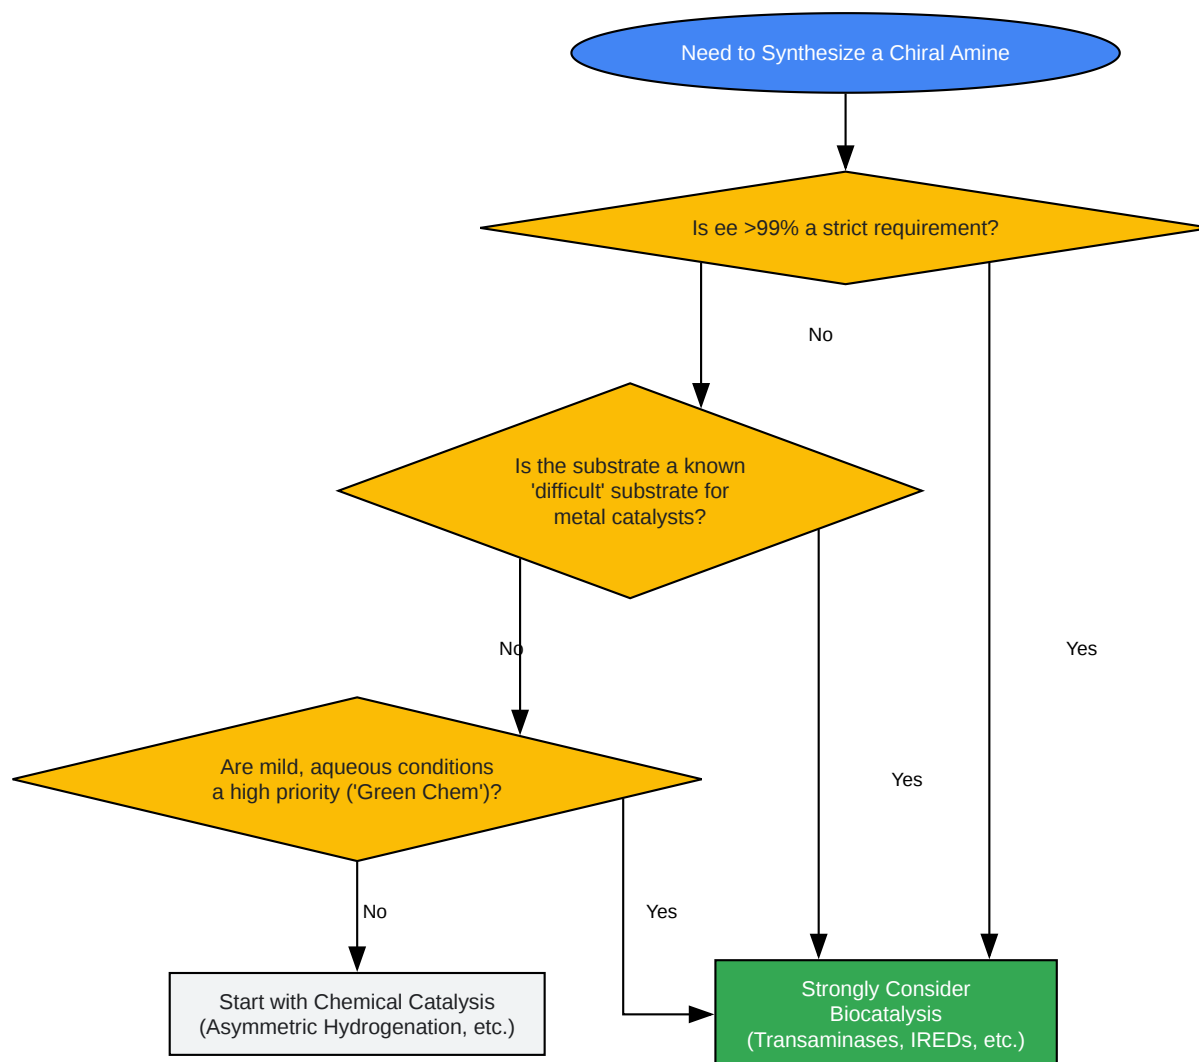 Need to Synthesize a Chiral Amine
Is ee >99% a strict requirement?
No
Is the substrate a known
'difficult' substrate for
metal catalysts?
No
Yes
Are mild, aqueous conditions
a high priority ('Green Chem')?
Yes
No
Yes
Start with Chemical Catalysis
(Asymmetric Hydrogenation, etc.)
Strongly Consider
Biocatalysis
(Transaminases, IREDs, etc.)